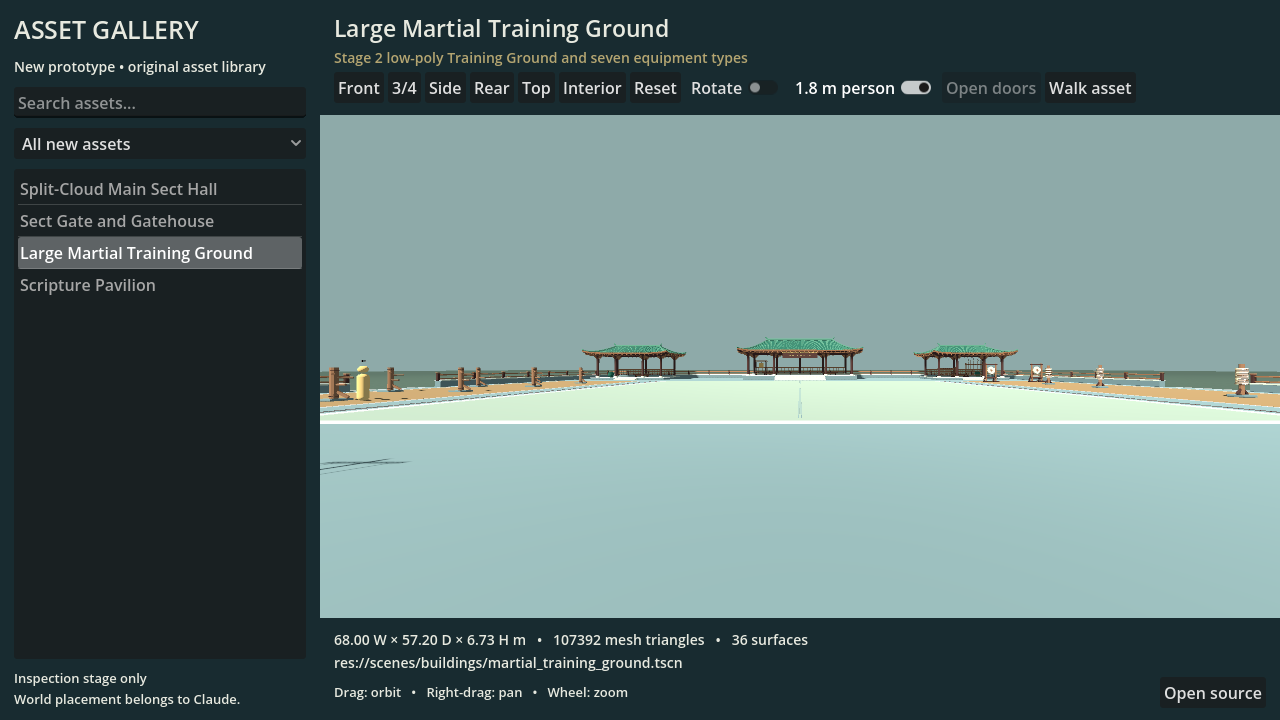 ASSET GALLERY
New prototype • original asset library
Search assets...
All new assets
Split-Cloud Main Sect Hall
Sect Gate and Gatehouse
Large Martial Training Ground
Scripture Pavilion
Inspection stage only
World placement belongs to Claude.
Large Martial Training Ground
Stage 2 low-poly Training Ground and seven equipment types
Front 3/4 Side Rear Top Interior Reset Rotate 1.8 m person Open doors Walk asset
68.00 W × 57.20 D × 6.73 H m • 107392 mesh triangles • 36 surfaces
res://scenes/buildings/martial_training_ground.tscn
Drag: orbit • Right-drag: pan • Wheel: zoom
Open source